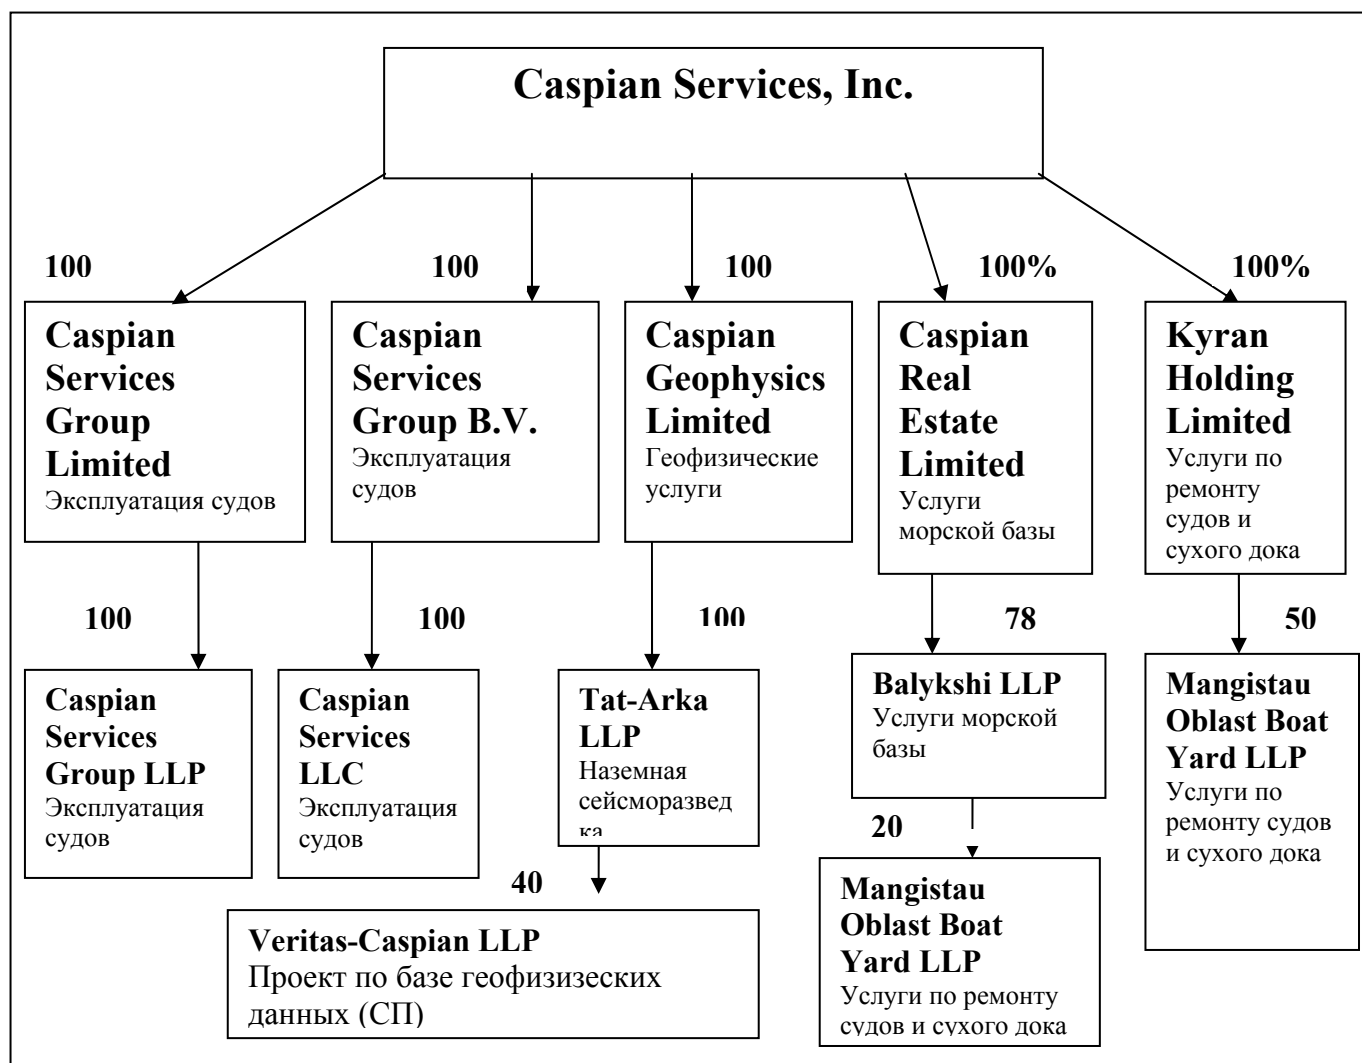 Caspian Services, Inc.
100
100
100
100%
100%
Caspian
Services
Group
Limited
Эксплуатация судов
Caspian
Services
Group B.V.
Эксплуатация
судов
Caspian
Geophysics
Limited
Геофизические
услуги
Caspian
Real
Estate
Limited
Услуги
морской базы
Kyran
Holding
Limited
Услуги по
ремонту
судов и
сухого дока
100
100
100
78
50
Caspian
Services
Group LLP
Эксплуатация
судов
Caspian
Services
LLC
Эксплуатация
судов
Tat-Arka
LLP
Наземная
сейсморазвед
ка
Balykshi LLP
Услуги морской
базы
Mangistau
Oblast Boat
Yard LLP
Услуги по
ремонту судов
и сухого дока
40
20
Veritas-Caspian LLP
Проект по базе геофизизеских
данных (СП)
Mangistau
Oblast Boat
Yard LLP
Услуги по ремонту
судов и сухого дока